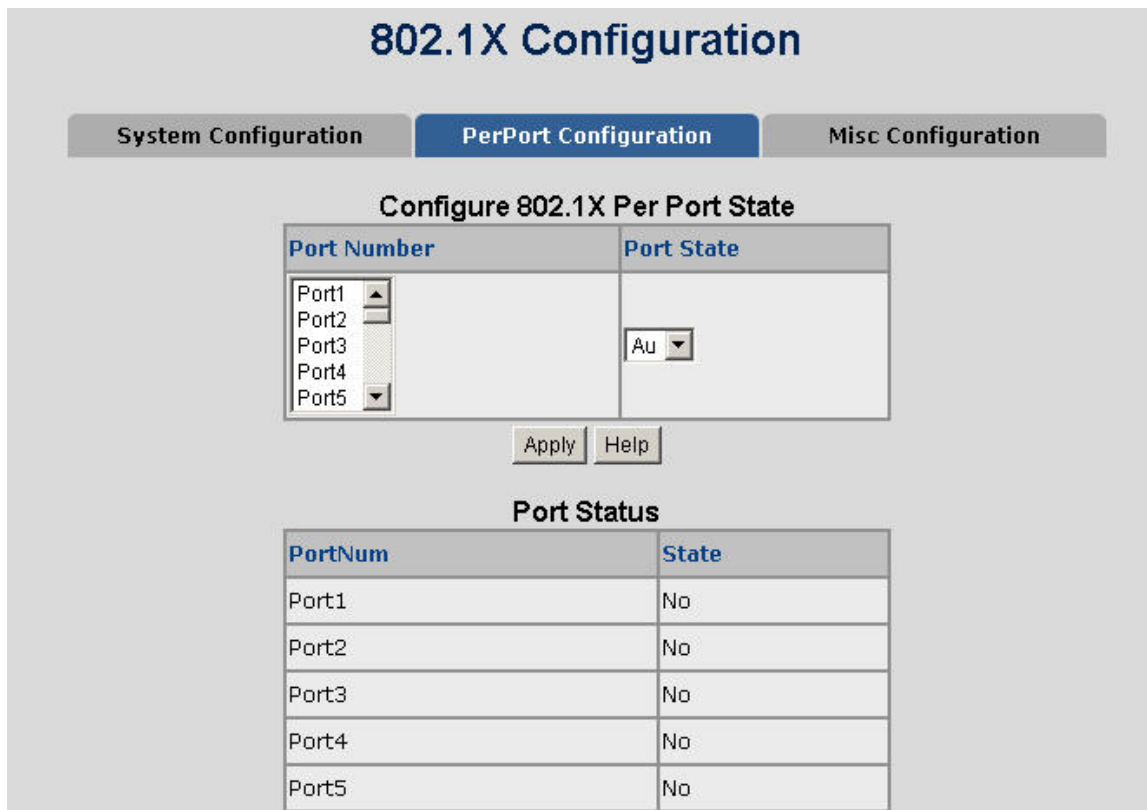 802.1X Configuration
System Configuration PerPort Configuration Misc Configuration
Configure 802.1X Per Port State
Port Number Port State
Port1
Port2
Port3
Port4
Port5
Au
Apply Help
Port Status
PortNum State
Port1 No
Port2 No
Port3 No
Port4 No
Port5 No